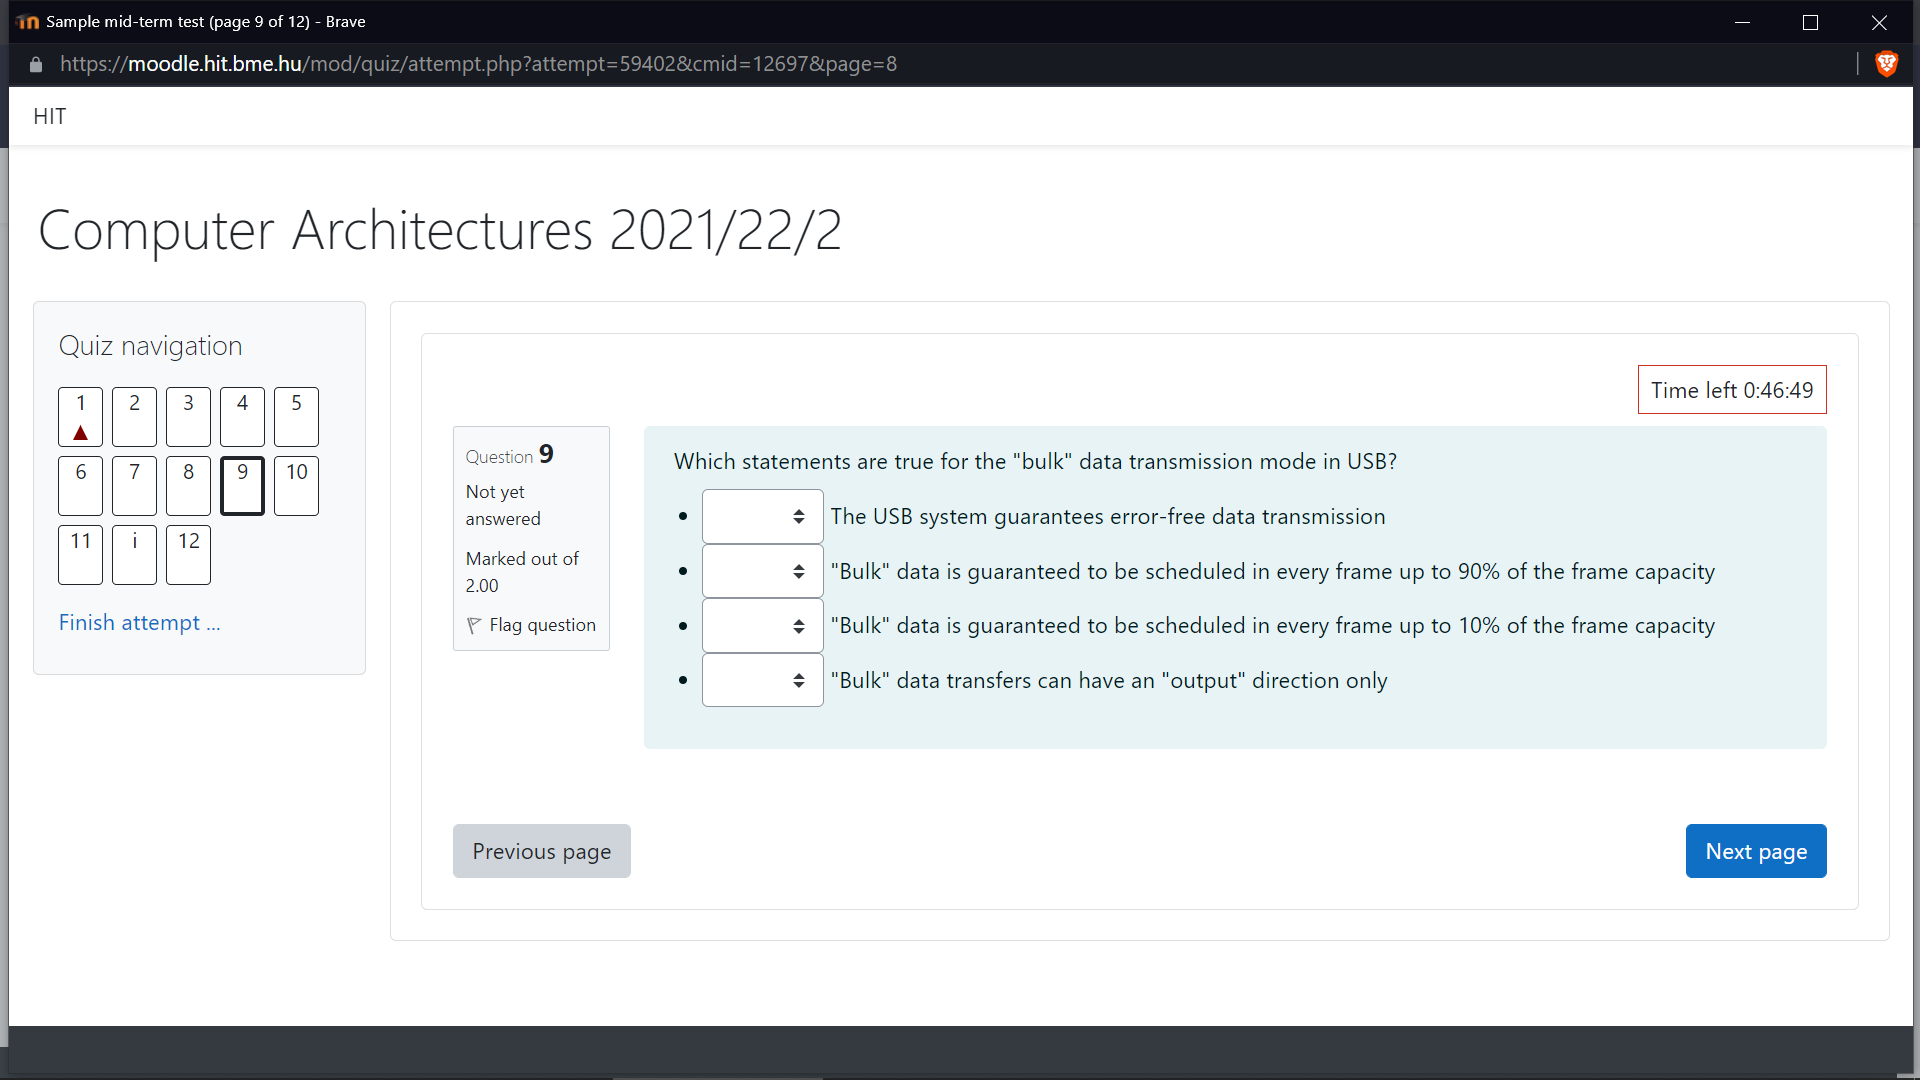 Sample mid-term test (page 9 of 12) - Brave
https://moodle.hit.bme.hu/mod/quiz/attempt.php?attempt=59402&cmid=12697&page=8
HIT
Computer Architectures 2021/22/2
Quiz navigation
1 2 3 4 5
6 7 8 9 10
11 i 12
Finish attempt ...
Time left 0:46:49
Question 9
Not yet
answered
Marked out of
2.00
Flag question
Which statements are true for the "bulk" data transmission mode in USB?
The USB system guarantees error-free data transmission
"Bulk" data is guaranteed to be scheduled in every frame up to 90% of the frame capacity
"Bulk" data is guaranteed to be scheduled in every frame up to 10% of the frame capacity
"Bulk" data transfers can have an "output" direction only
Previous page
Next page